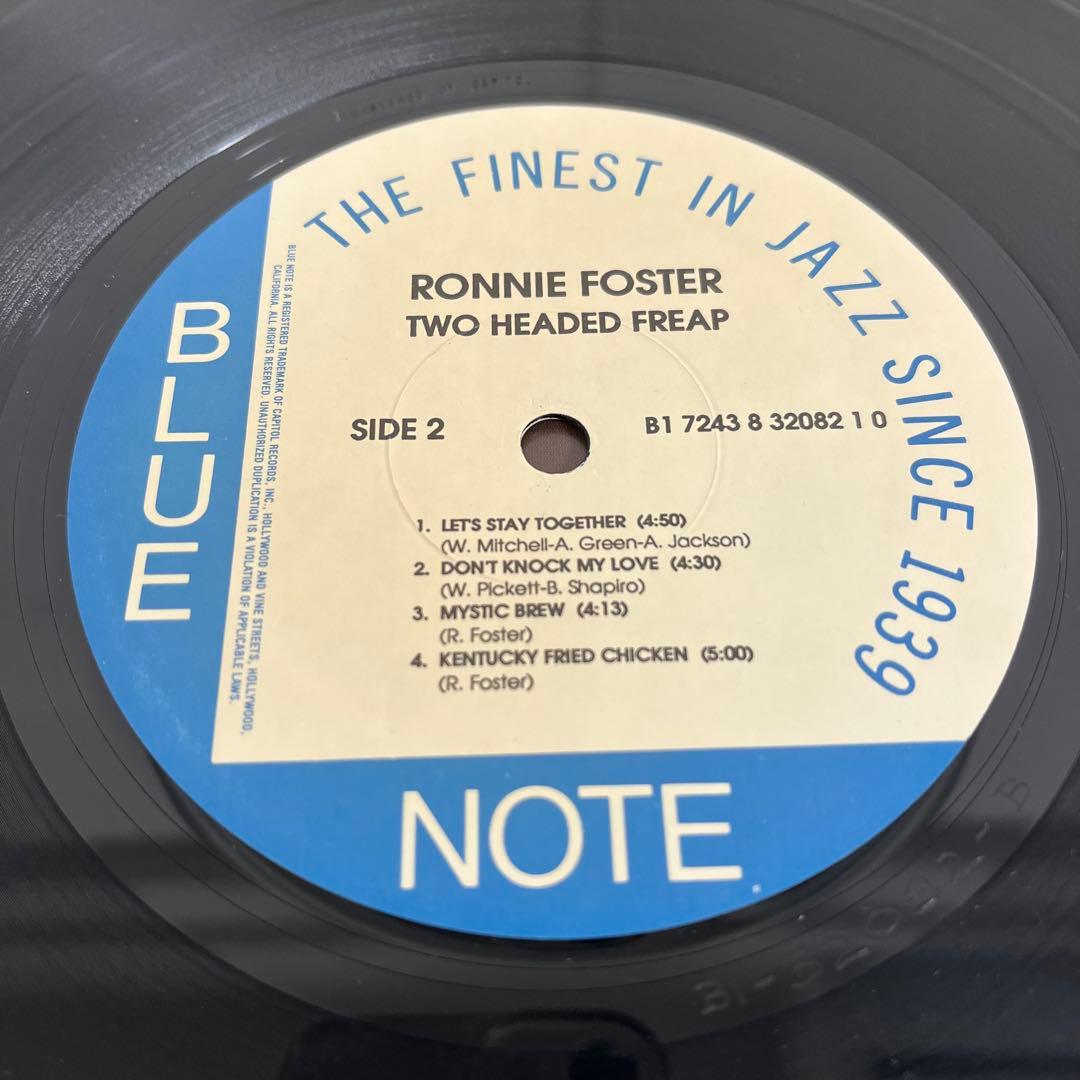 THE FINEST IN JAZZ SINCE 1939
RONNIE FOSTER
TWO HEADED FREAP
SIDE 2
B1 7243 8 32082 1 0
1. LET'S STAY TOGETHER (4:50)
(W. Mitchell-A. Green-A. Jackson)
2. DON'T KNOCK MY LOVE (4:30)
(W. Pickett-B. Shapiro)
3. MYSTIC BREW (4:13)
(R. Foster)
4. KENTUCKY FRIED CHICKEN (5:00)
(R. Foster)
BLUE
NOTE
BLUE NOTE IS A REGISTERED TRADEMARK OF CAPITOL RECORDS, INC., HOLLYWOOD AND VINE STREETS, HOLLYWOOD,
CALIFORNIA. ALL RIGHTS RESERVED. UNAUTHORIZED DUPLICATION IS A VIOLATION OF APPLICABLE LAWS.